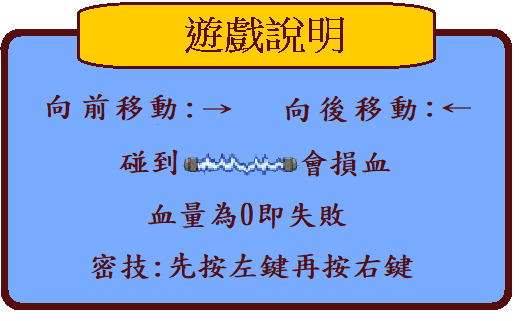 遊戲說明
向前移動:→ 向後移動:←
碰到會損血
血量為0即失敗
密技:先按左鍵再按右鍵